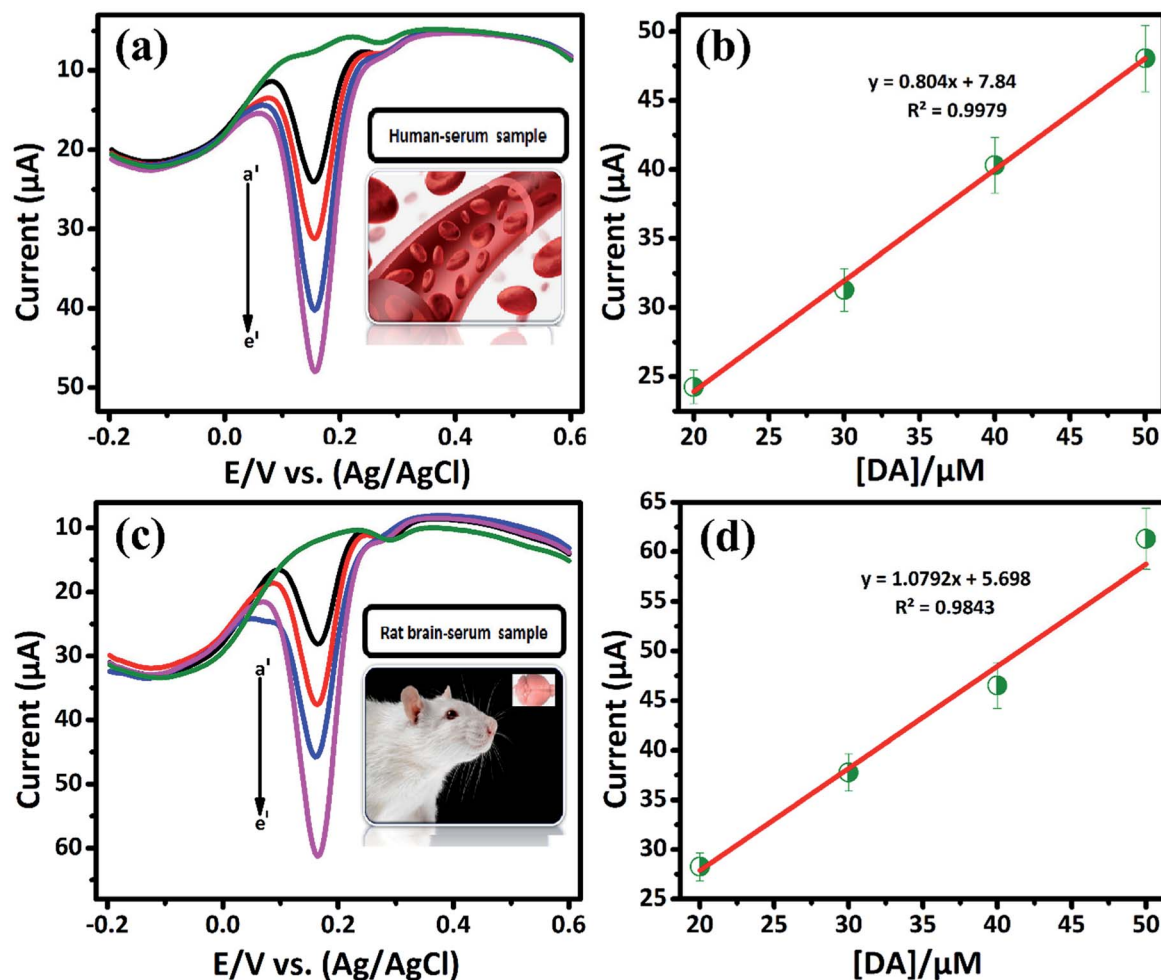 (a)
Current (µA)
10
20
30
40
50
a'
e'
Human-serum sample
-0.2
0.0
0.2
0.4
0.6
E/V vs. (Ag/AgCl)
(b)
Current (µA)
50
45
40
35
30
25
y = 0.804x + 7.84
R² = 0.9979
20
25
30
35
40
45
50
[DA]/µM
(c)
Current (µA)
10
20
30
40
50
60
a'
e'
Rat brain-serum sample
-0.2
0.0
0.2
0.4
0.6
E/V vs. (Ag/AgCl)
(d)
Current (µA)
65
60
55
50
45
40
35
30
25
y = 1.0792x + 5.698
R² = 0.9843
20
25
30
35
40
45
50
[DA]/µM